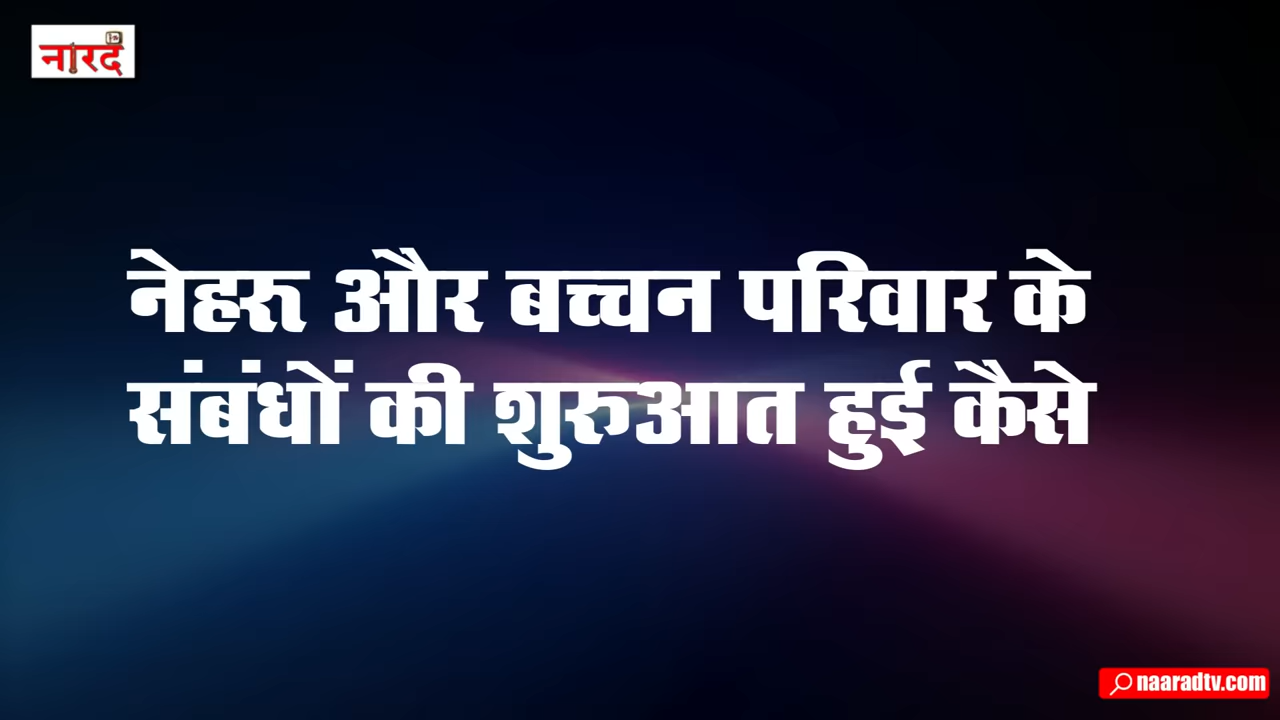 नारद
नेहरू और बच्चन परिवार के
संबंधों की शुरुआत हुई कैसे
naaradtv.com